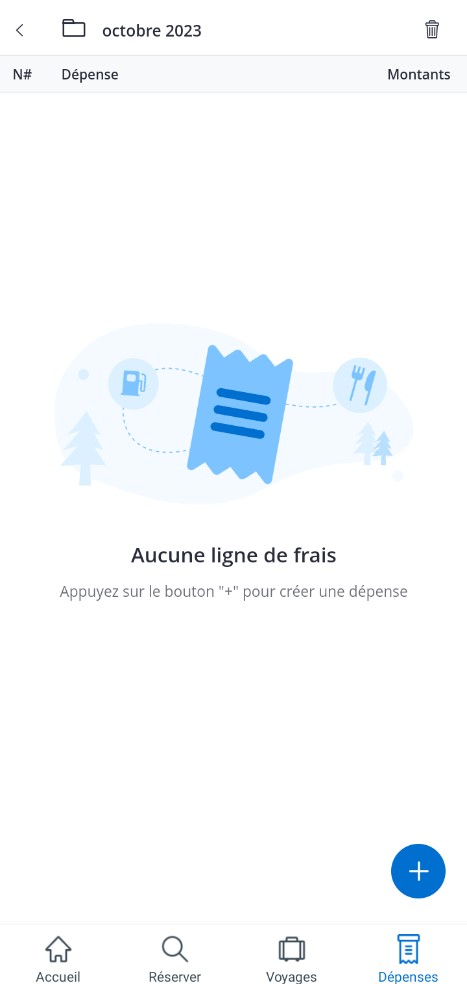 octobre 2023
N# Dépense Montants
Aucune ligne de frais
Appuyez sur le bouton "+" pour créer une dépense
Accueil Réserver Voyages Dépenses